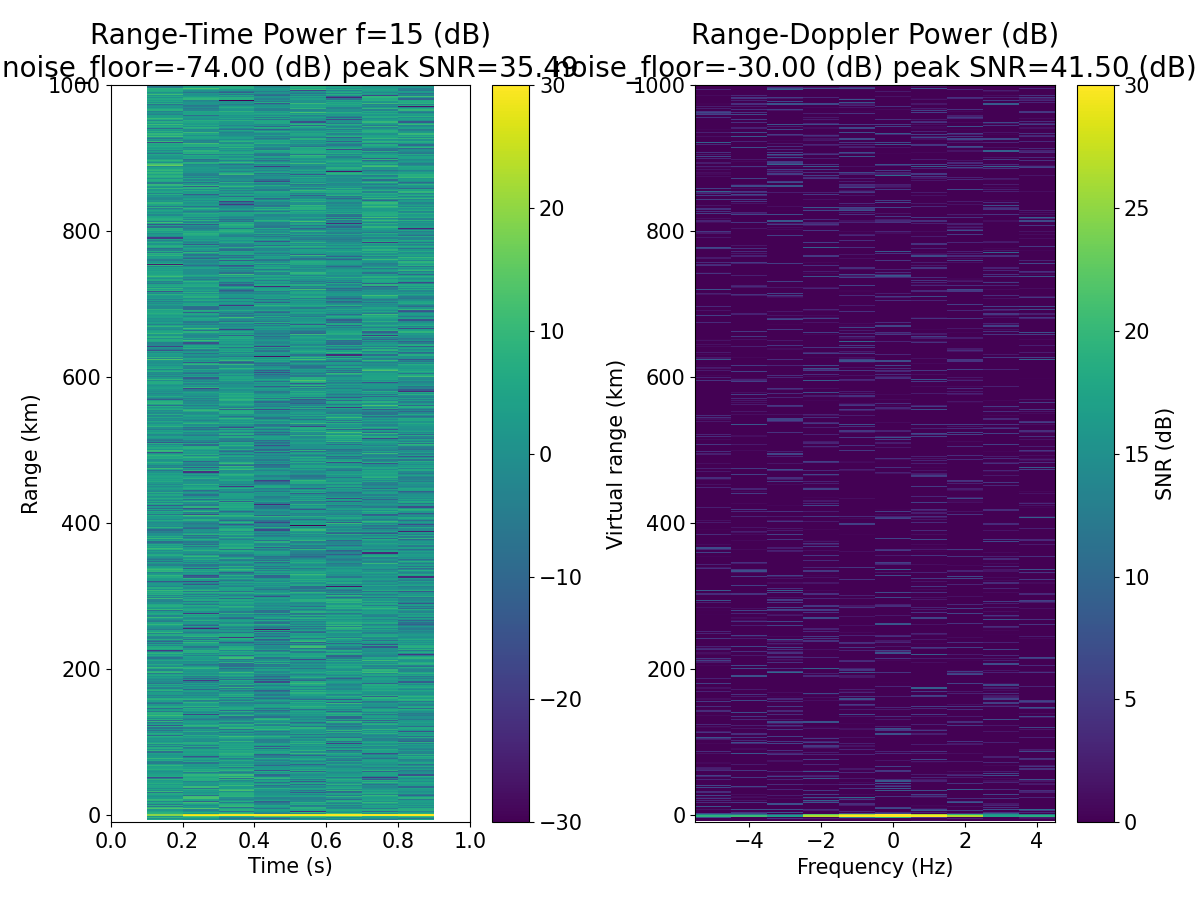 Range-Time Power f=15 (dB)
noise_floor=-74.00 (dB) peak SNR=35.49
Range-Doppler Power (dB)
noise_floor=-30.00 (dB) peak SNR=41.50 (dB)
1000
800
600
400
200
0
Range (km)
0.0 0.2 0.4 0.6 0.8 1.0
Time (s)
30
20
10
0
−10
−20
−30
1000
800
600
400
200
0
Virtual range (km)
−4 −2 0 2 4
Frequency (Hz)
30
25
20
15
10
5
0
SNR (dB)